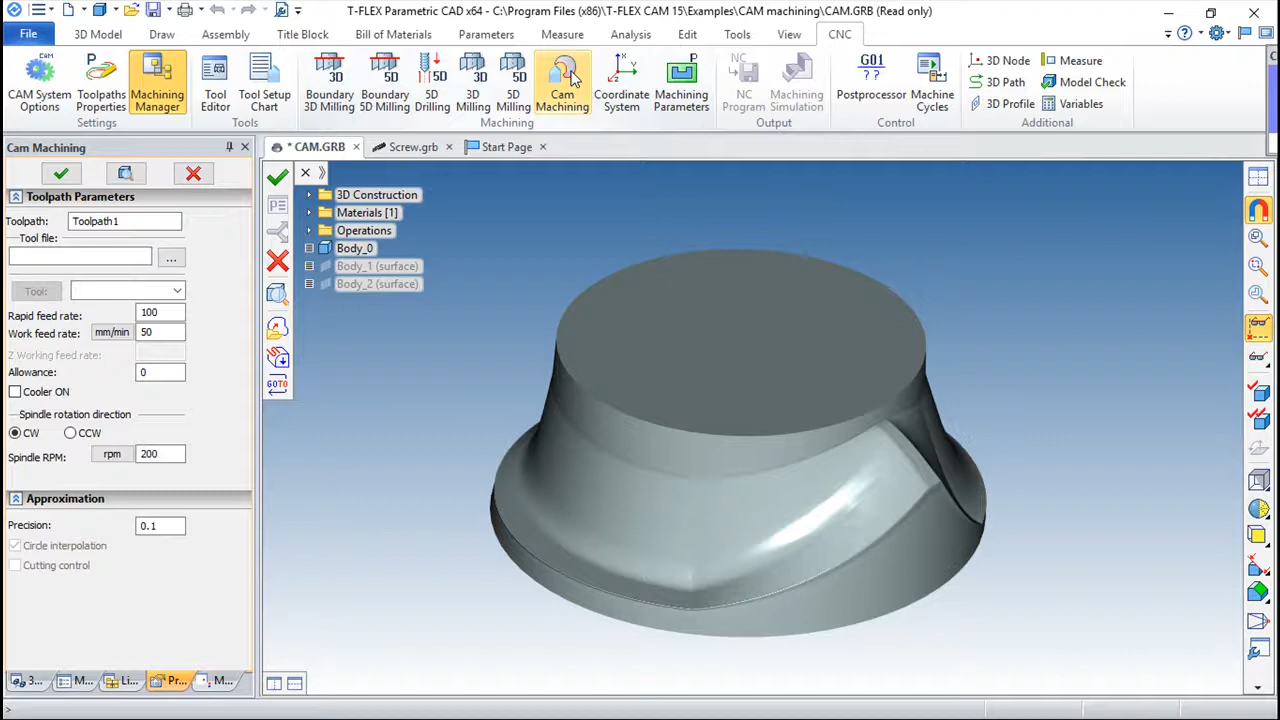 T-FLEX Parametric CAD x64 - C:\Program Files (x86)\T-FLEX CAM 15\Examples\CAM machining\CAM.GRB (Read only)
File 3D Model Draw Assembly Title Block Bill of Materials Parameters Measure Analysis Edit Tools View CNC
CAM System Options
Toolpaths Properties
Machining Manager
Tool Editor
Tool Setup Chart
Boundary 3D Milling
Boundary 5D Milling
5D Drilling
3D Milling
5D Milling
Cam Machining
Coordinate System
Machining Parameters
NC Program
Machining Simulation
G01 ??
Postprocessor
Machine Cycles
3D Node
Measure
3D Path
Model Check
3D Profile
Variables
Settings Tools Machining Output Control Additional
Cam Machining
*CAM.GRB Screw.grb Start Page
Toolpath Parameters
Toolpath: Toolpath1
Tool file:
...
Tool:
Rapid feed rate: 100
Work feed rate: mm/min 50
Z Working feed rate:
Allowance: 0
Cooler ON
Spindle rotation direction
CW CCW
Spindle RPM: rpm 200
Approximation
Precision: 0.1
Circle interpolation
Cutting control
3D Construction
Materials [1]
Operations
Body_0
Body_1 (surface)
Body_2 (surface)
GOTO
3... M... Li... Pr... M...
>